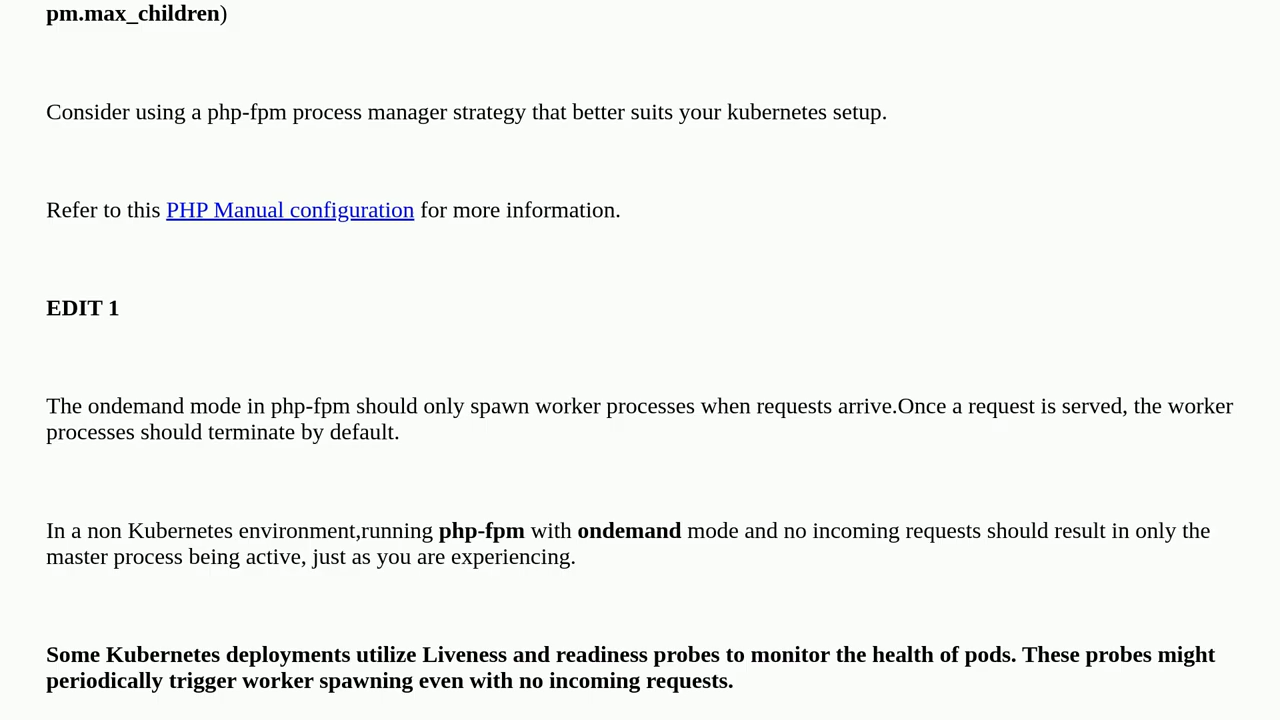 pm.max_children)
Consider using a php-fpm process manager strategy that better suits your kubernetes setup.
Refer to this PHP Manual configuration for more information.
EDIT 1
The ondemand mode in php-fpm should only spawn worker processes when requests arrive.Once a request is served, the worker
processes should terminate by default.
In a non Kubernetes environment,running php-fpm with ondemand mode and no incoming requests should result in only the
master process being active, just as you are experiencing.
Some Kubernetes deployments utilize Liveness and readiness probes to monitor the health of pods. These probes might
periodically trigger worker spawning even with no incoming requests.